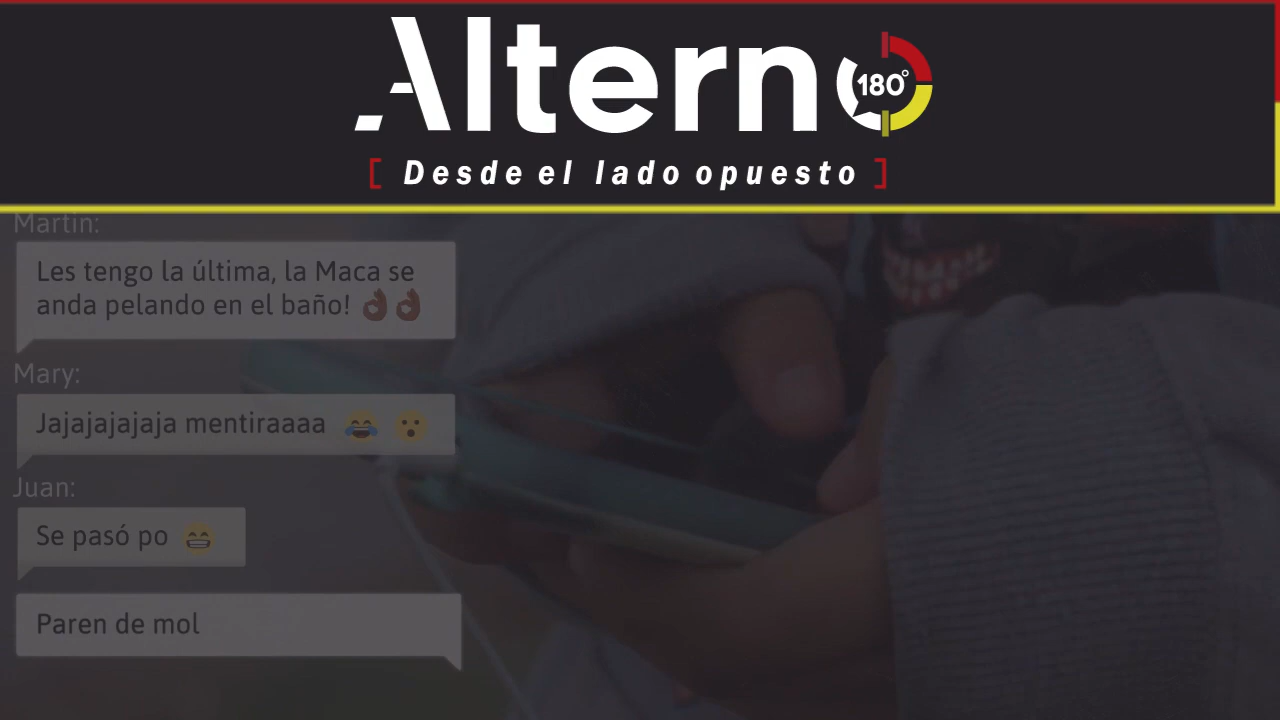 Alterno
180°
[ Desde el lado opuesto ]
Martin:
Les tengo la última, la Maca se
anda pelando en el baño! 👌👌
Mary:
Jajajajajaja mentiraaaa 😂 😮
Juan:
Se pasó po 😁
Paren de mol